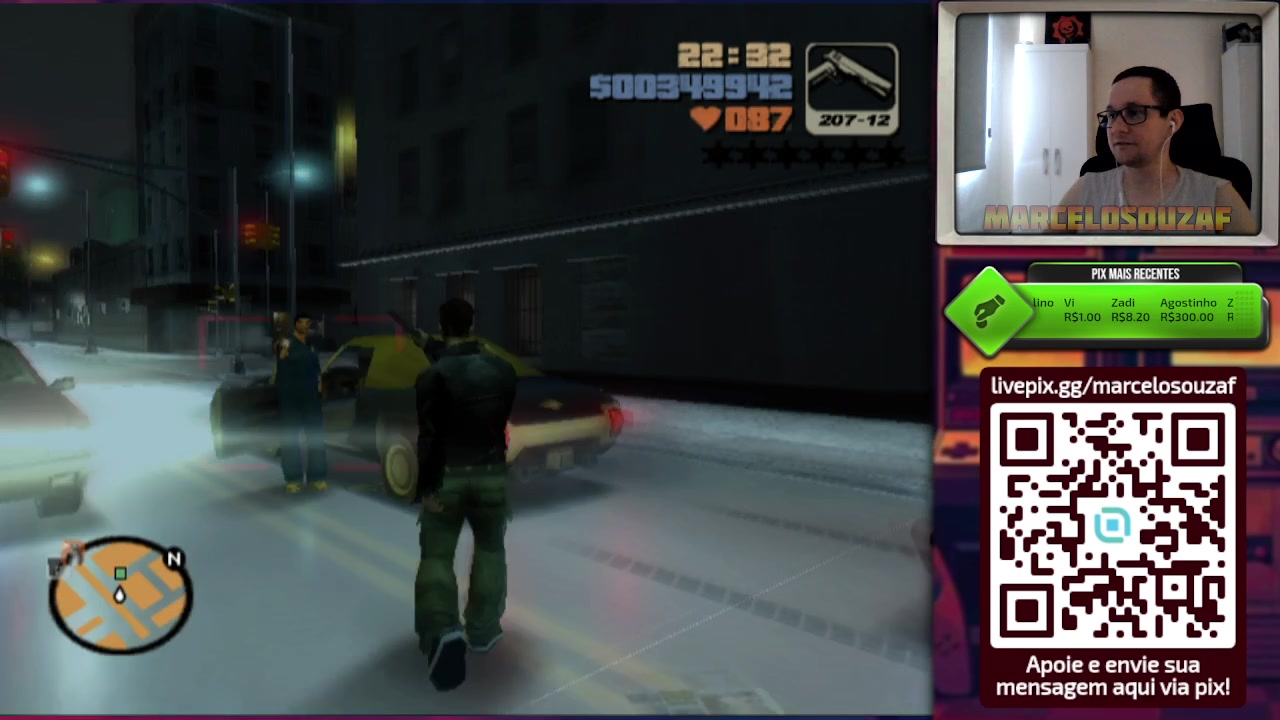 22:32
$00349942
087
207-12
N
MARCELOSOUZAF
PIX MAIS RECENTES
lino Vi Zadi Agostinho Z
R$1.00 R$8.20 R$300.00 R
livepix.gg/marcelosouzaf
Apoie e envie sua
mensagem aqui via pix!